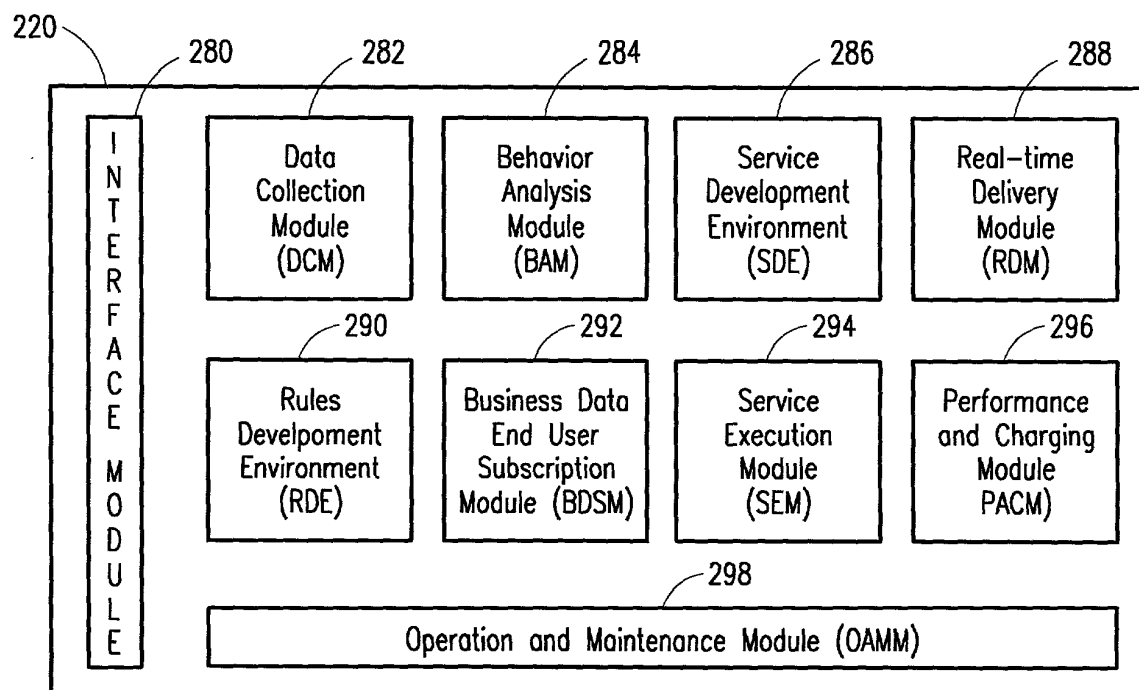 220
280
282
284
286
288
INTERFACE MODULE
Data
Collection
Module
(DCM)
Behavior
Analysis
Module
(BAM)
Service
Development
Environment
(SDE)
Real-time
Delivery
Module
(RDM)
290
292
294
296
Rules
Develpoment
Environment
(RDE)
Business Data
End User
Subscription
Module (BDSM)
Service
Execution
Module
(SEM)
Performance
and Charging
Module
PACM)
298
Operation and Maintenance Module (OAMM)